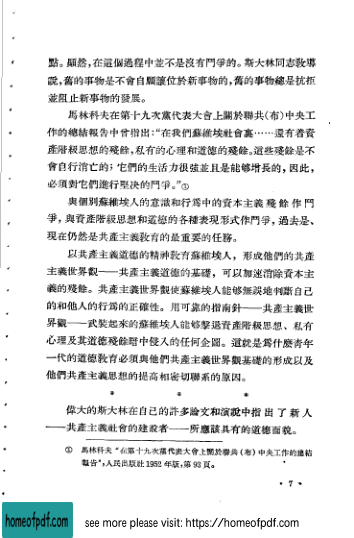 點。顯然，在這個過程中並不是沒有鬥爭的。斯大林同志教導
說，舊的事物是不會自願讓位於新事物的，舊的事物總是抗拒
並阻止新事物的發展。
馬林科夫在第十九次黨代表大會上關於聯共（布）中央工
作的總結報告中曾指出：“在我們蘇維埃社會裏……還有着資
產階級思想的殘餘，私有的心理和道德的殘餘。這些殘餘是不
會自行消亡的；它們的生活力很强並且是能够增長的，因此，
必須對它們進行堅决的鬥爭。”①
與個別蘇維埃人的意識和行爲中的資本主義殘餘作鬥
爭，與資產階級思想和道德的各種表現形式作鬥爭，過去是、
現在仍然是共產主義教育的最重要的任務。
以共產主義道德的精神教育蘇維埃人，形成他們的共產
主義世界觀——共產主義道德的基礎，可以加速消除資本主
義的殘餘。共產主義世界觀使蘇維埃人能够無誤地判斷自己
的和他人的行爲的正確性。用可靠的指南針——共產主義世
界觀——武裝起來的蘇維埃人能够擊退資產階級思想、私有
心理及其道德殘餘暗中侵入的任何企圖。這就是爲什麽青年
一代的道德教育必須與他們共產主義世界觀基礎的形成以及
他們共產主義思想的提高相密切聯系的原因。
* * *
偉大的斯大林在自己的許多論文和演說中指出了新人
——共產主義社會的建設者——所應該具有的道德面貌。
① 馬林科夫“在第十九次黨代表大會上關於聯共（布）中央工作的總結
報告”，人民出版社1952年版，第93頁。
· 7 ·
homeofpdf.com
see more please visit: https://homeofpdf.com